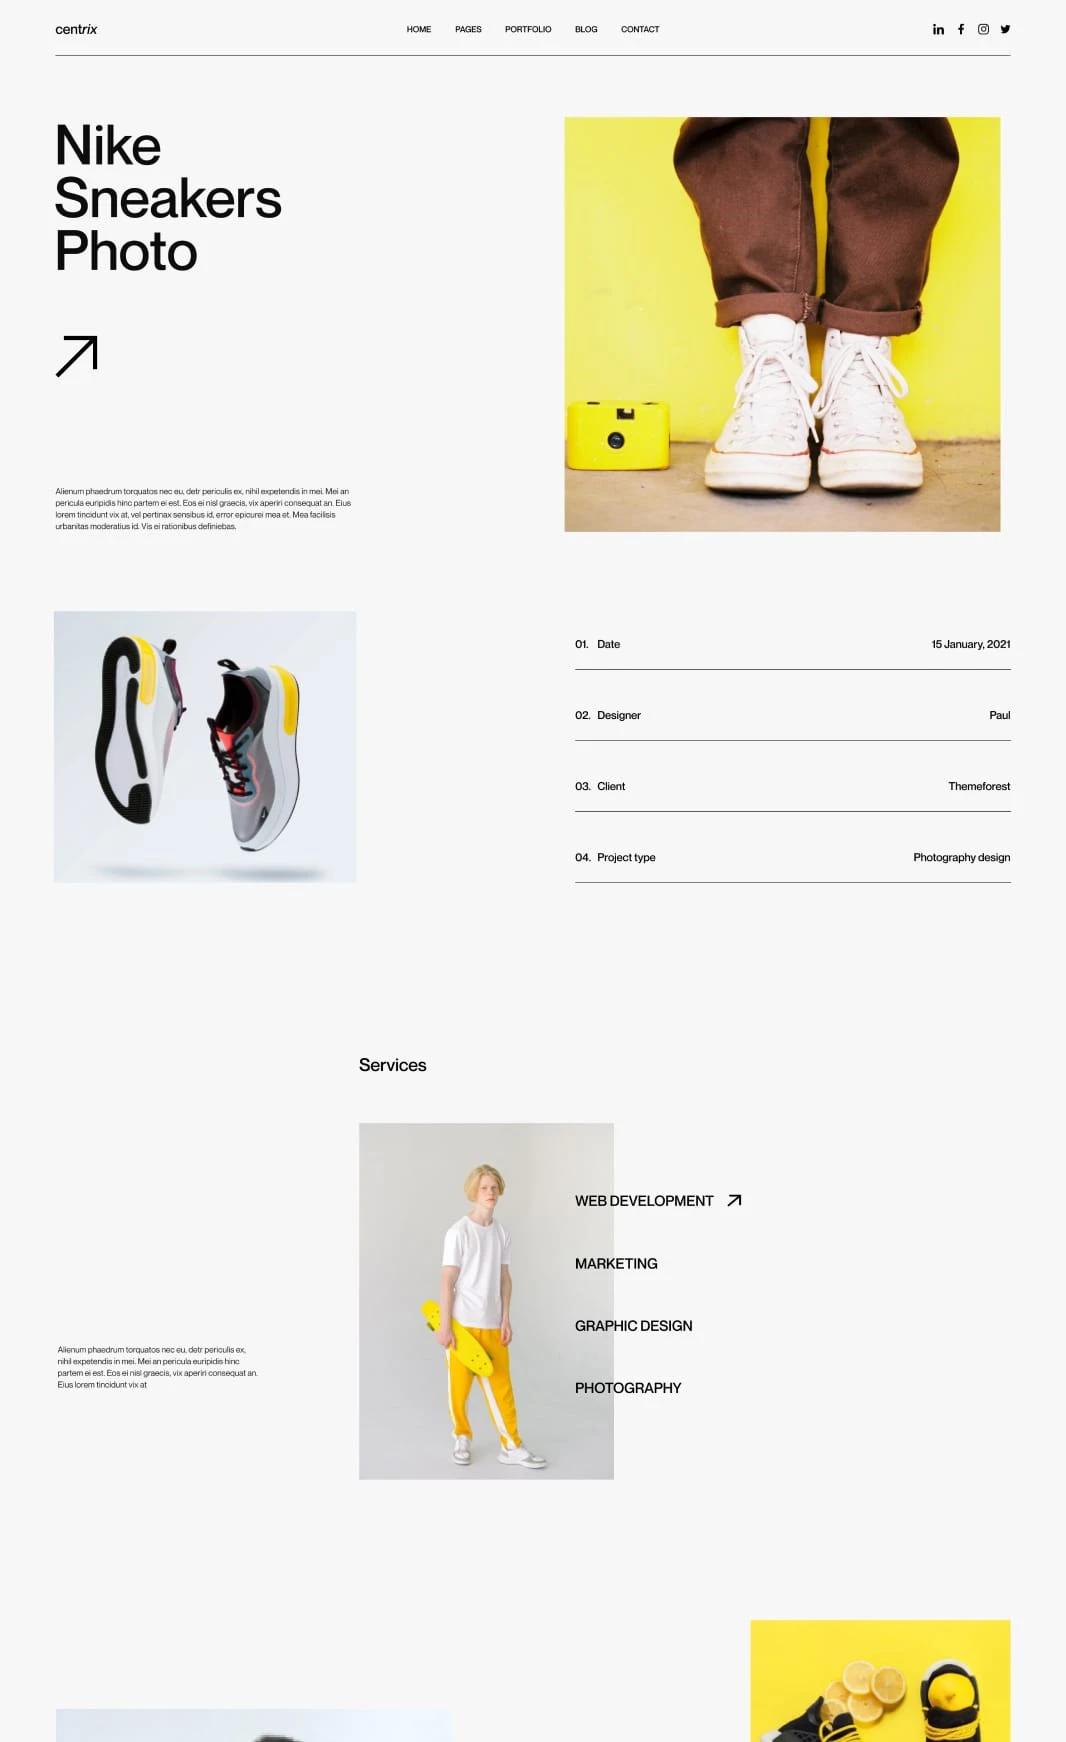 centrix
HOME PAGES PORTFOLIO BLOG CONTACT
Nike
Sneakers
Photo
Alienum phaedrum torquatos nec eu, detr periculis ex, nihil expetendis in mei. Mei an
pericula euripidis hinc partem ei est. Eos ei nisl graecis, vix aperiri consequat an. Eius
lorem tincidunt vix at, vel pertinax sensibus id, error epicurei mea et. Mea facilisis
urbanitas moderatius id. Vis ei rationibus definiebas.
01. Date 15 January, 2021
02. Designer Paul
03. Client Themeforest
04. Project type Photography design
Services
WEB DEVELOPMENT
MARKETING
GRAPHIC DESIGN
PHOTOGRAPHY
Alienum phaedrum torquatos nec eu, detr periculis ex,
nihil expetendis in mei. Mei an pericula euripidis hinc
partem ei est. Eos ei nisl graecis, vix aperiri consequat an.
Eius lorem tincidunt vix at